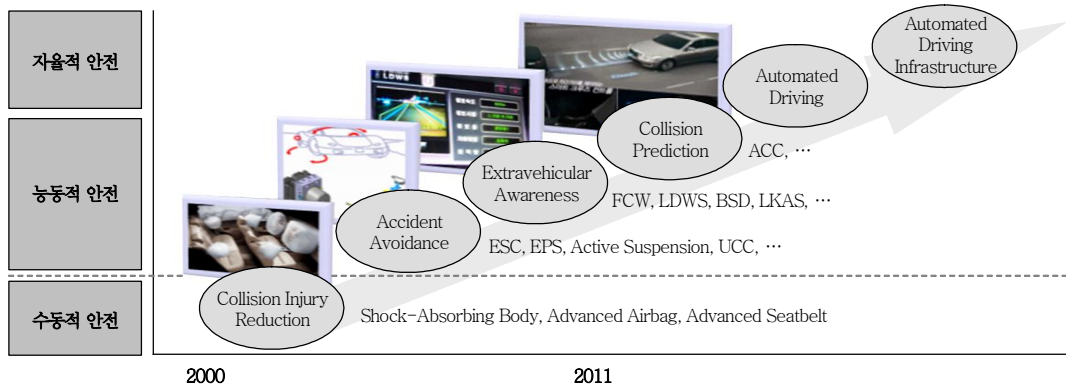 자율적 안전
능동적 안전
수동적 안전
Automated
Driving
Infrastructure
Automated
Driving
Collision
Prediction
ACC, …
Extravehicular
Awareness
FCW, LDWS, BSD, LKAS, …
Accident
Avoidance
ESC, EPS, Active Suspension, UCC, …
Collision Injury
Reduction
Shock-Absorbing Body, Advanced Airbag, Advanced Seatbelt
LDWS
2000
2011